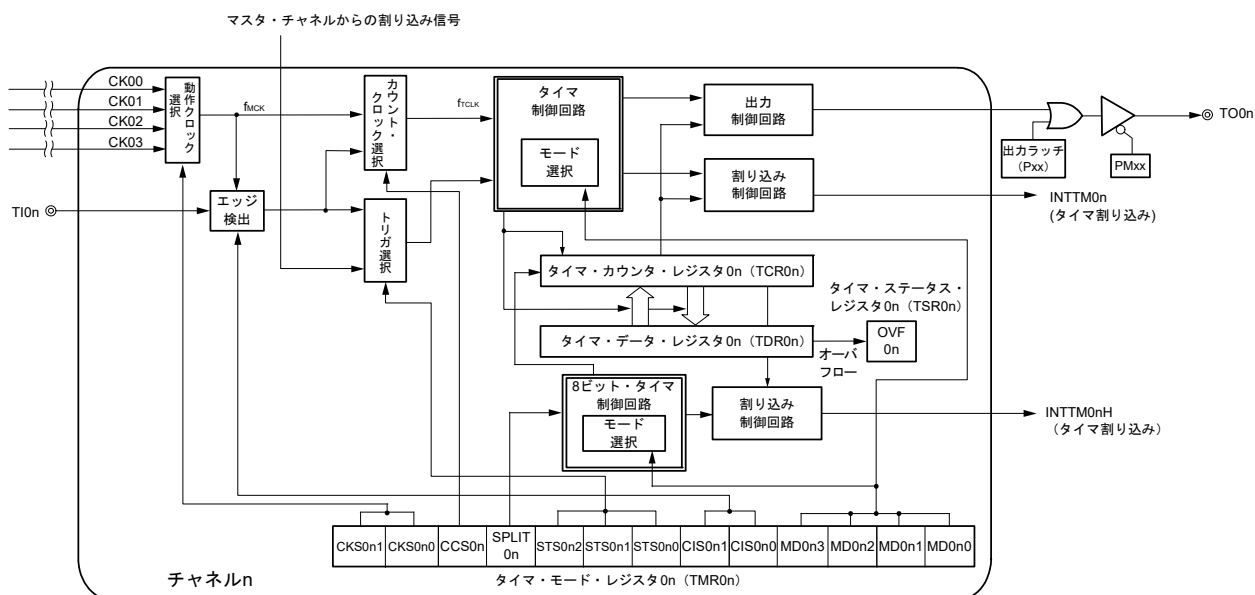 マスタ・チャネルからの割り込み信号
CK00
CK01
CK02
CK03
動作クロック
選択
fMCK
カウント・
クロック選択
fTCLK
タイマ
制御回路
モード
選択
出力
制御回路
出力ラッチ
(Pxx)
PMxx
TO0n
TI0n
エッジ
検出
トリガ選択
割り込み
制御回路
INTTM0n
(タイマ割り込み)
タイマ・カウンタ・レジスタ0n(TCR0n)
タイマ・ステータス・
レジスタ0n(TSR0n)
タイマ・データ・レジスタ0n(TDR0n)
オーバ
フロー
OVF
0n
8ビット・タイマ
制御回路
モード
選択
割り込み
制御回路
INTTM0nH
(タイマ割り込み)
CKS0n1
CKS0n0
CCS0n
SPLIT
0n
STS0n2
STS0n1
STS0n0
CIS0n1
CIS0n0
MD0n3
MD0n2
MD0n1
MD0n0
タイマ・モード・レジスタ0n(TMR0n)
チャネルn